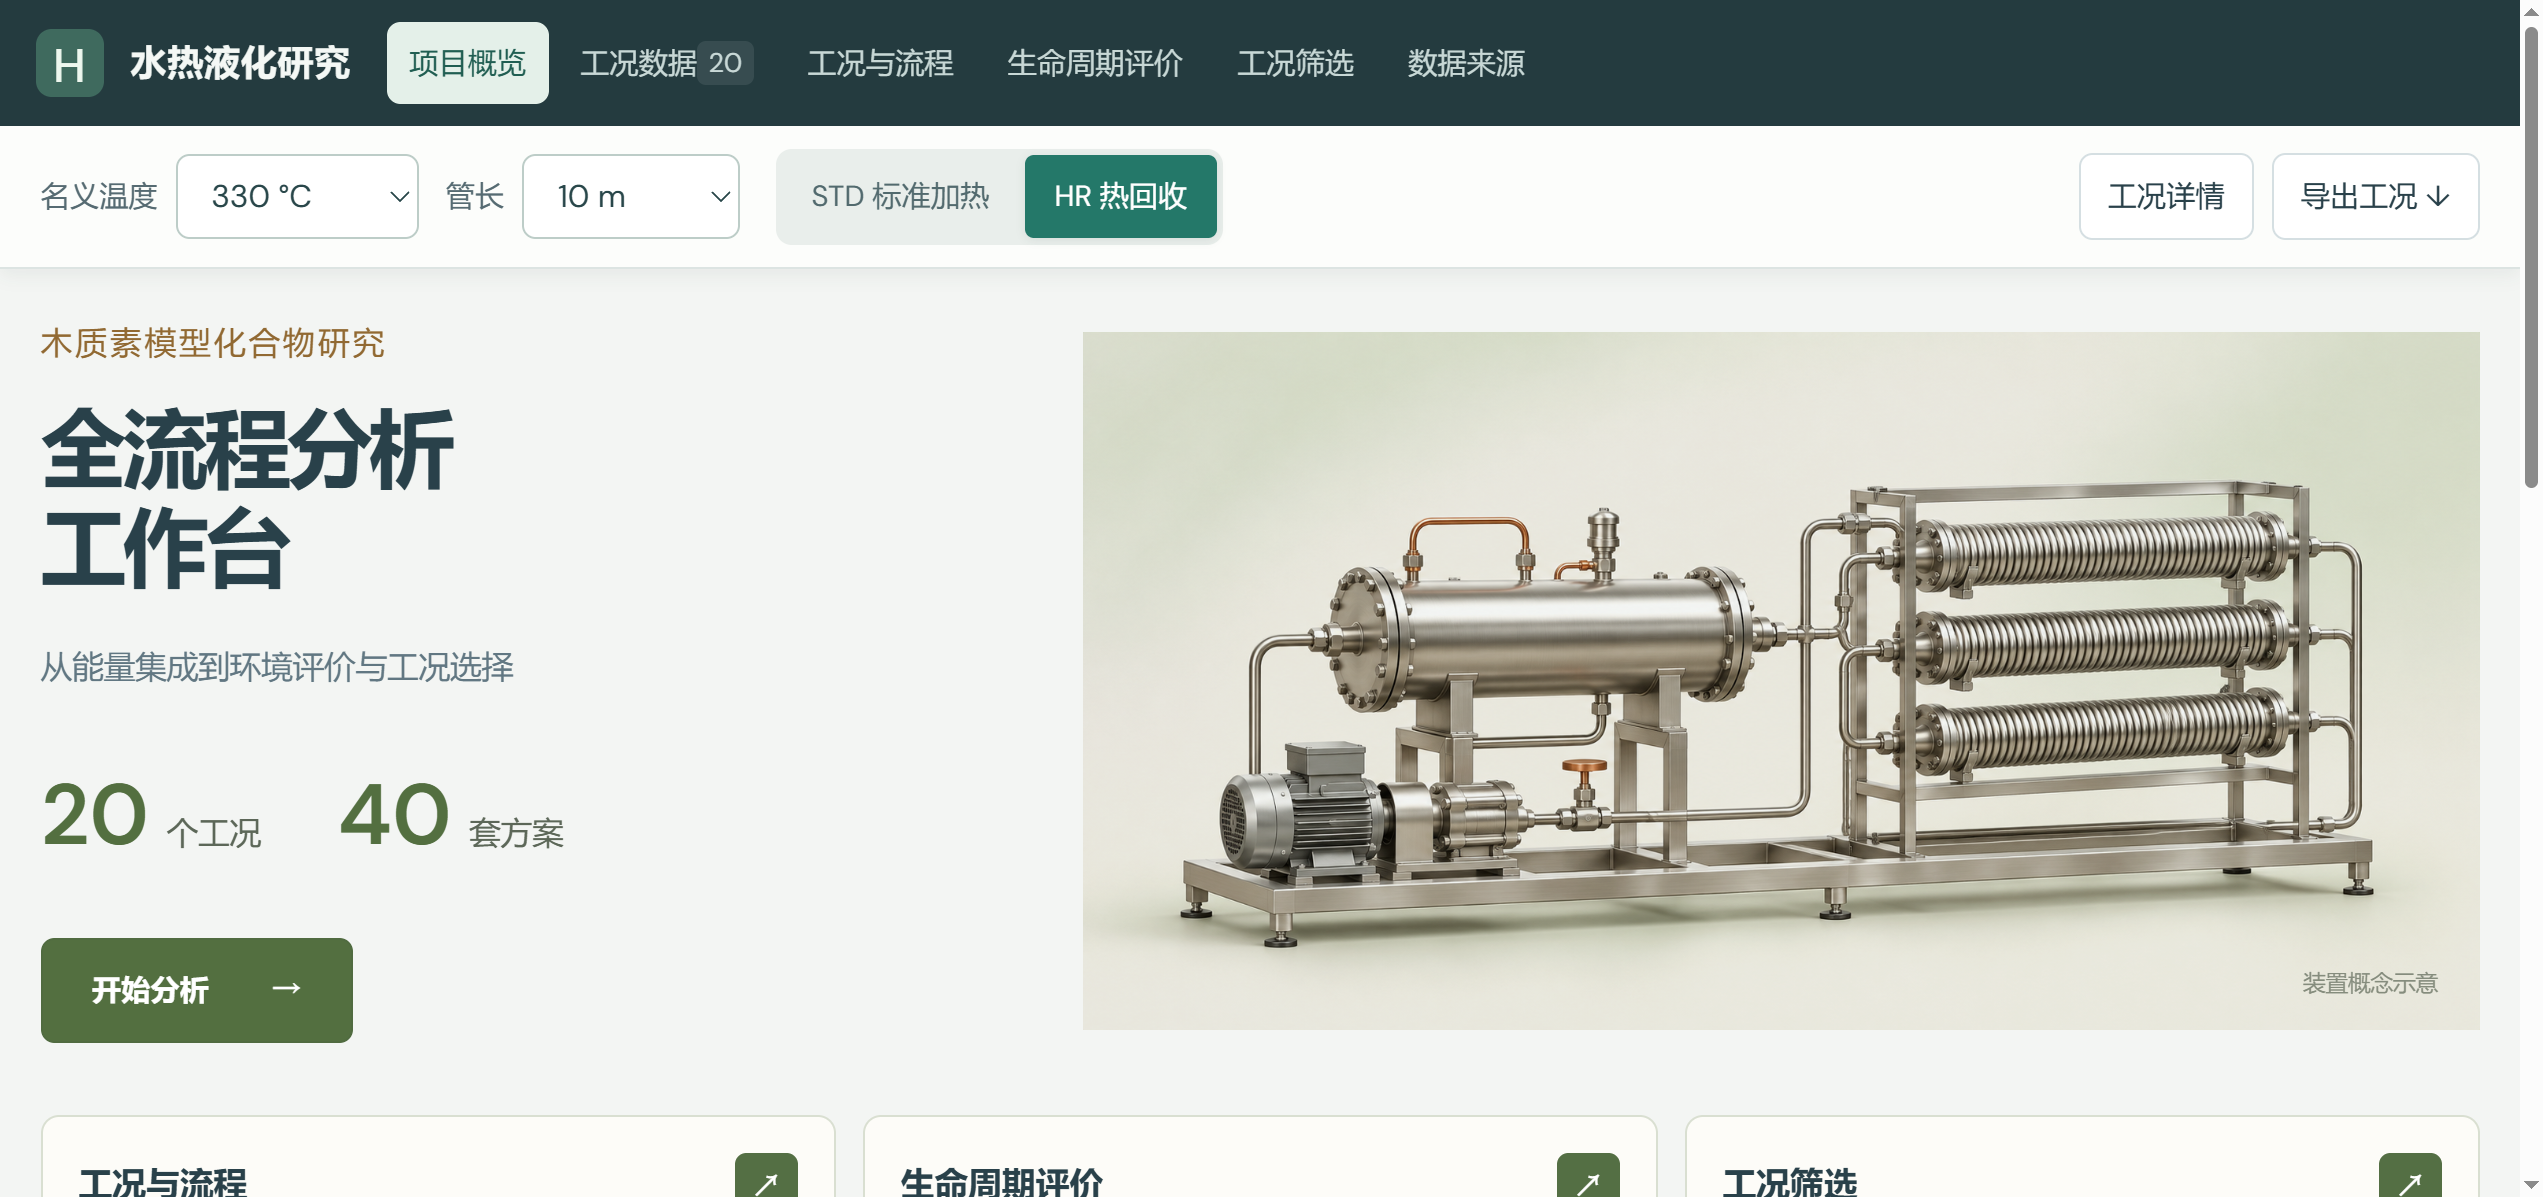 H 水热液化研究 项目概览 工况数据 20 工况与流程 生命周期评价 工况筛选 数据来源
名义温度 330 °C 管长 10 m STD 标准加热 HR 热回收 工况详情 导出工况 ↓
木质素模型化合物研究
全流程分析
工作台
从能量集成到环境评价与工况选择
20 个工况 40 套方案
开始分析 →
装置概念示意
工况与流程 ↗ 生命周期评价 ↗ 工况筛选 ↗